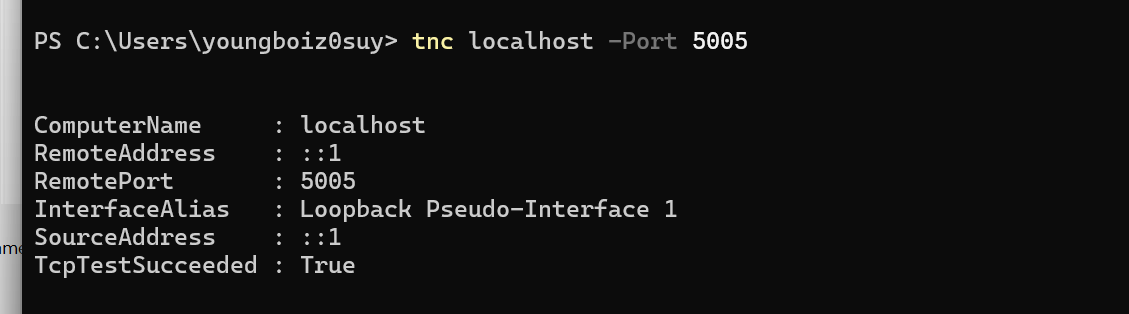 PS C:\Users\youngboiz0suy> tnc localhost -Port 5005
ComputerName     : localhost
RemoteAddress    : ::1
RemotePort       : 5005
InterfaceAlias   : Loopback Pseudo-Interface 1
SourceAddress    : ::1
TcpTestSucceeded : True